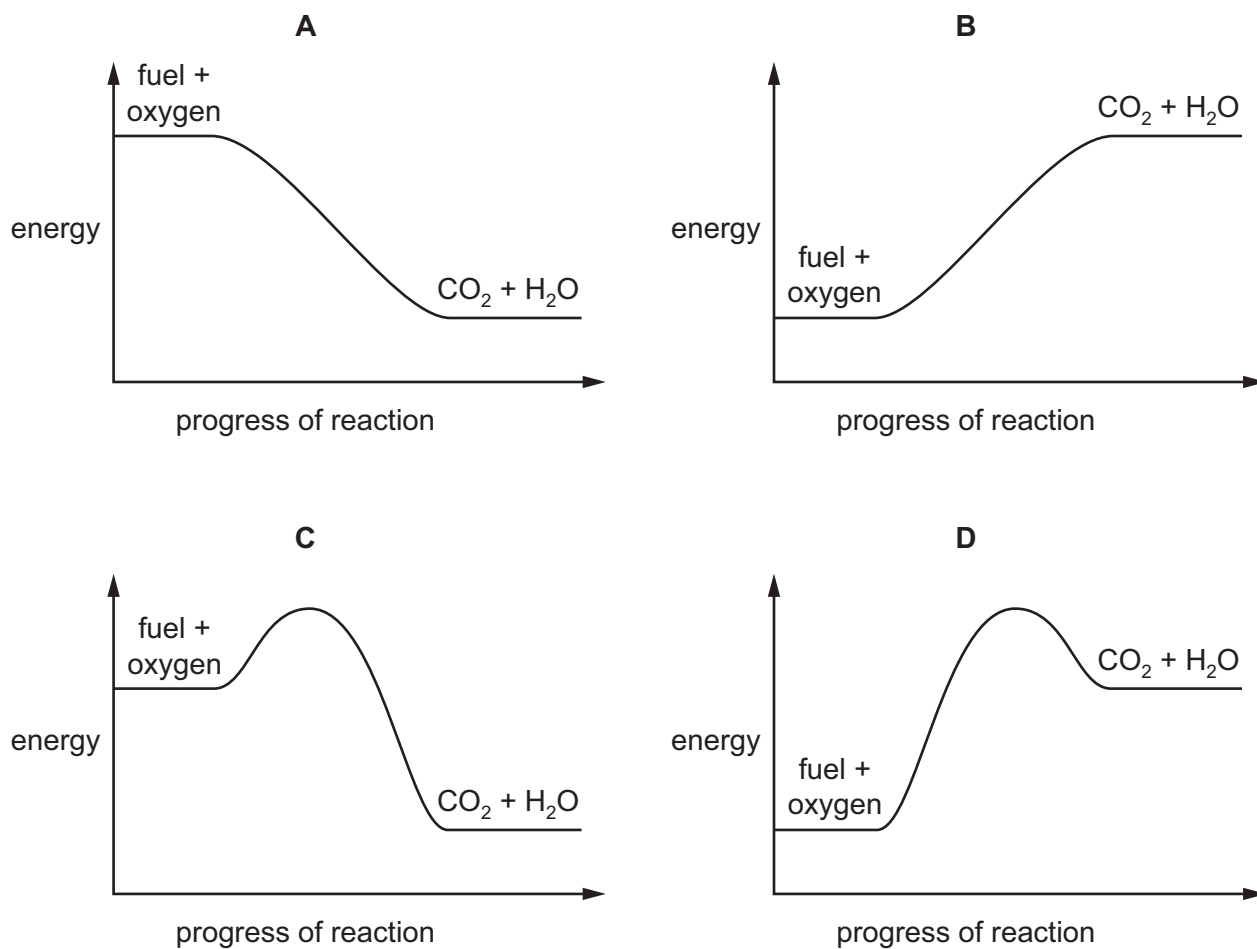 A
fuel +
oxygen
energy
CO₂ + H₂O
progress of reaction
B
CO₂ + H₂O
energy
fuel +
oxygen
progress of reaction
C
fuel +
oxygen
energy
CO₂ + H₂O
progress of reaction
D
CO₂ + H₂O
energy
fuel +
oxygen
progress of reaction